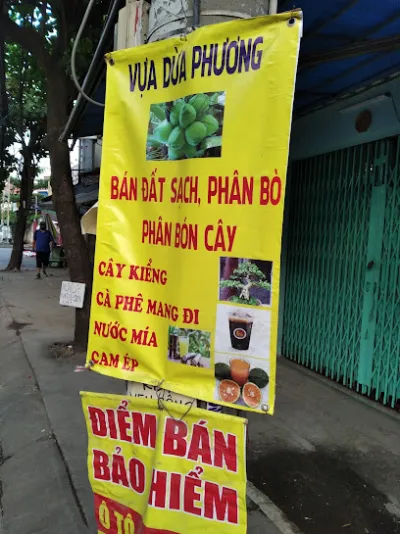 VỰA DỪA PHƯƠNG
BÁN ĐẤT SẠCH, PHÂN BÒ
PHÂN BÓN CÂY
CÂY KIỂNG
CÀ PHÊ MANG ĐI
NƯỚC MÍA
CAM ÉP
ĐIỂM BÁN
BẢO HIỂM
Ô TÔ